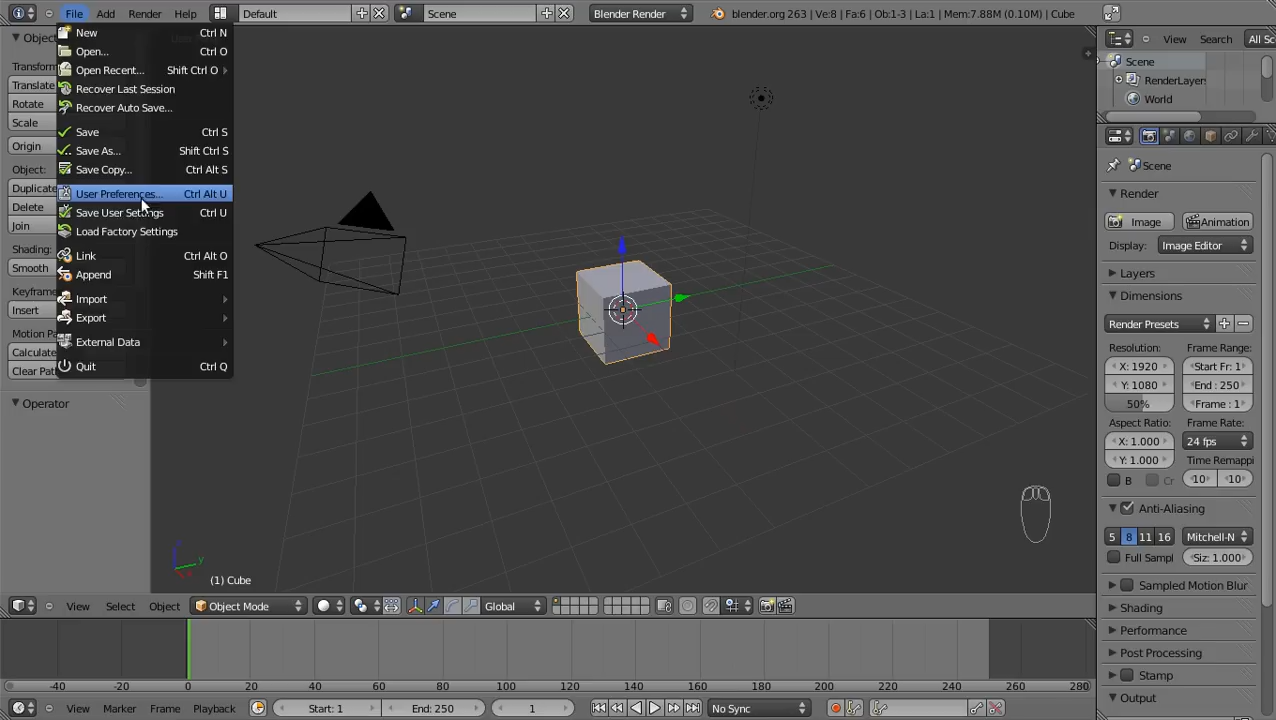 File Add Render Help Default Scene Blender Render blender.org 263 | Ve:8 | Fa:6 | Ob:1-3 | La:1 | Mem:7.88M (0.10M) | Cube
New Ctrl N
Open... Ctrl O
Open Recent... Shift Ctrl O
Recover Last Session
Recover Auto Save...
Save Ctrl S
Save As... Shift Ctrl S
Save Copy... Ctrl Alt S
User Preferences... Ctrl Alt U
Save User Settings Ctrl U
Load Factory Settings
Link Ctrl Alt O
Append Shift F1
Import
Export
External Data
Quit Ctrl Q
Object
Transform
Translate
Rotate
Scale
Origin
Object:
Duplicate
Delete
Join
Shading:
Smooth
Keyframe
Insert
Motion Pa
Calculate
Clear Path
Operator
(1) Cube
View Select Object Object Mode Global
-40 -20 0 20 40 60 80 100 120 140 160 180 200 220 240 260 280
View Marker Frame Playback Start: 1 End: 250 1 No Sync
View Search All Sc
Scene
RenderLayers
World
Scene
Render
Image Animation
Display: Image Editor
Layers
Dimensions
Render Presets
Resolution: Frame Range:
X: 1920 Start Fr: 1
Y: 1080 End : 250
50% Frame : 1
Aspect Ratio: Frame Rate:
X: 1.000 24 fps
Y: 1.000 Time Remappi
B Cr 10 10
Anti-Aliasing
5 8 11 16 Mitchell-N
Full Sampl Siz: 1.000
Sampled Motion Blur
Shading
Performance
Post Processing
Stamp
Output